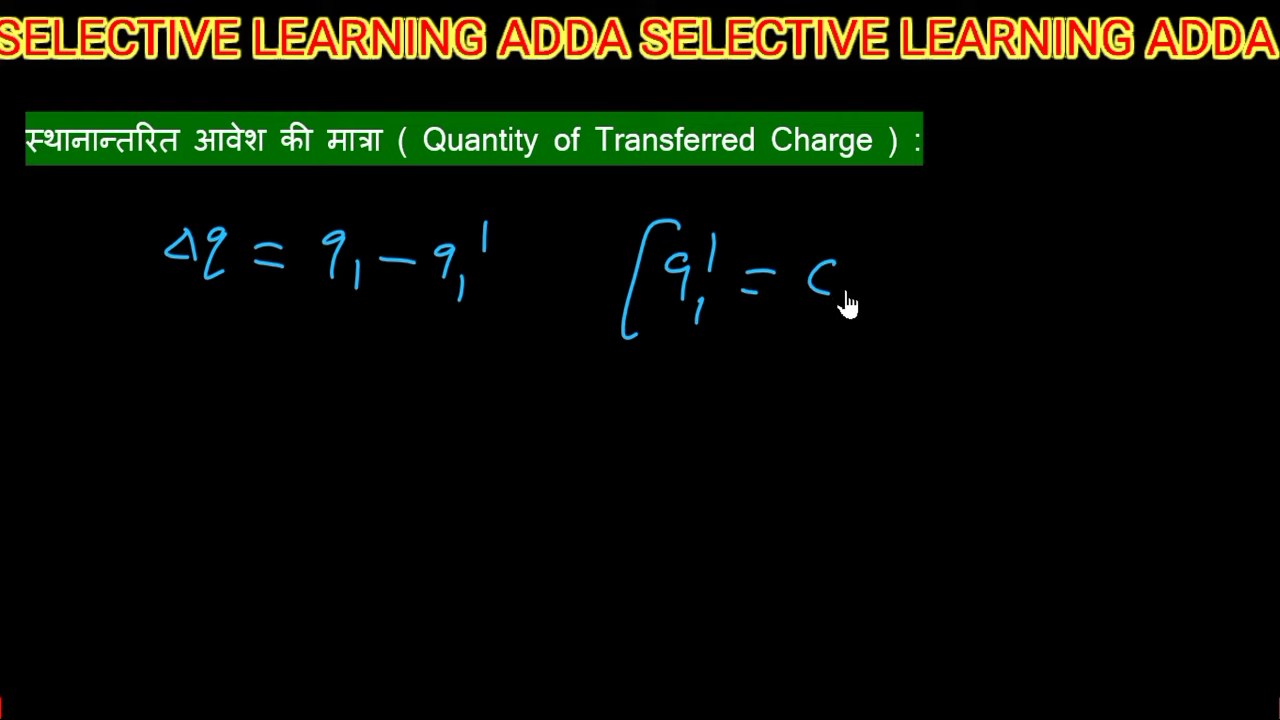 SELECTIVE LEARNING ADDA SELECTIVE LEARNING ADDA
स्थानान्तरित आवेश की मात्रा ( Quantity of Transferred Charge ) :
Δq = q₁ - q₁' [q₁' = C